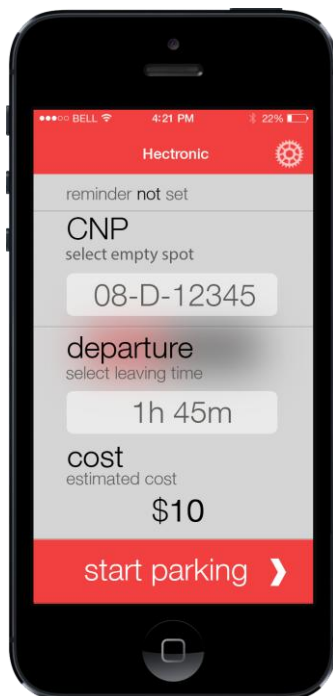 BELL 4:21 PM 22%
Hectronic
reminder not set
CNP
select empty spot
08-D-12345
departure
select leaving time
1h 45m
cost
estimated cost
$10
start parking